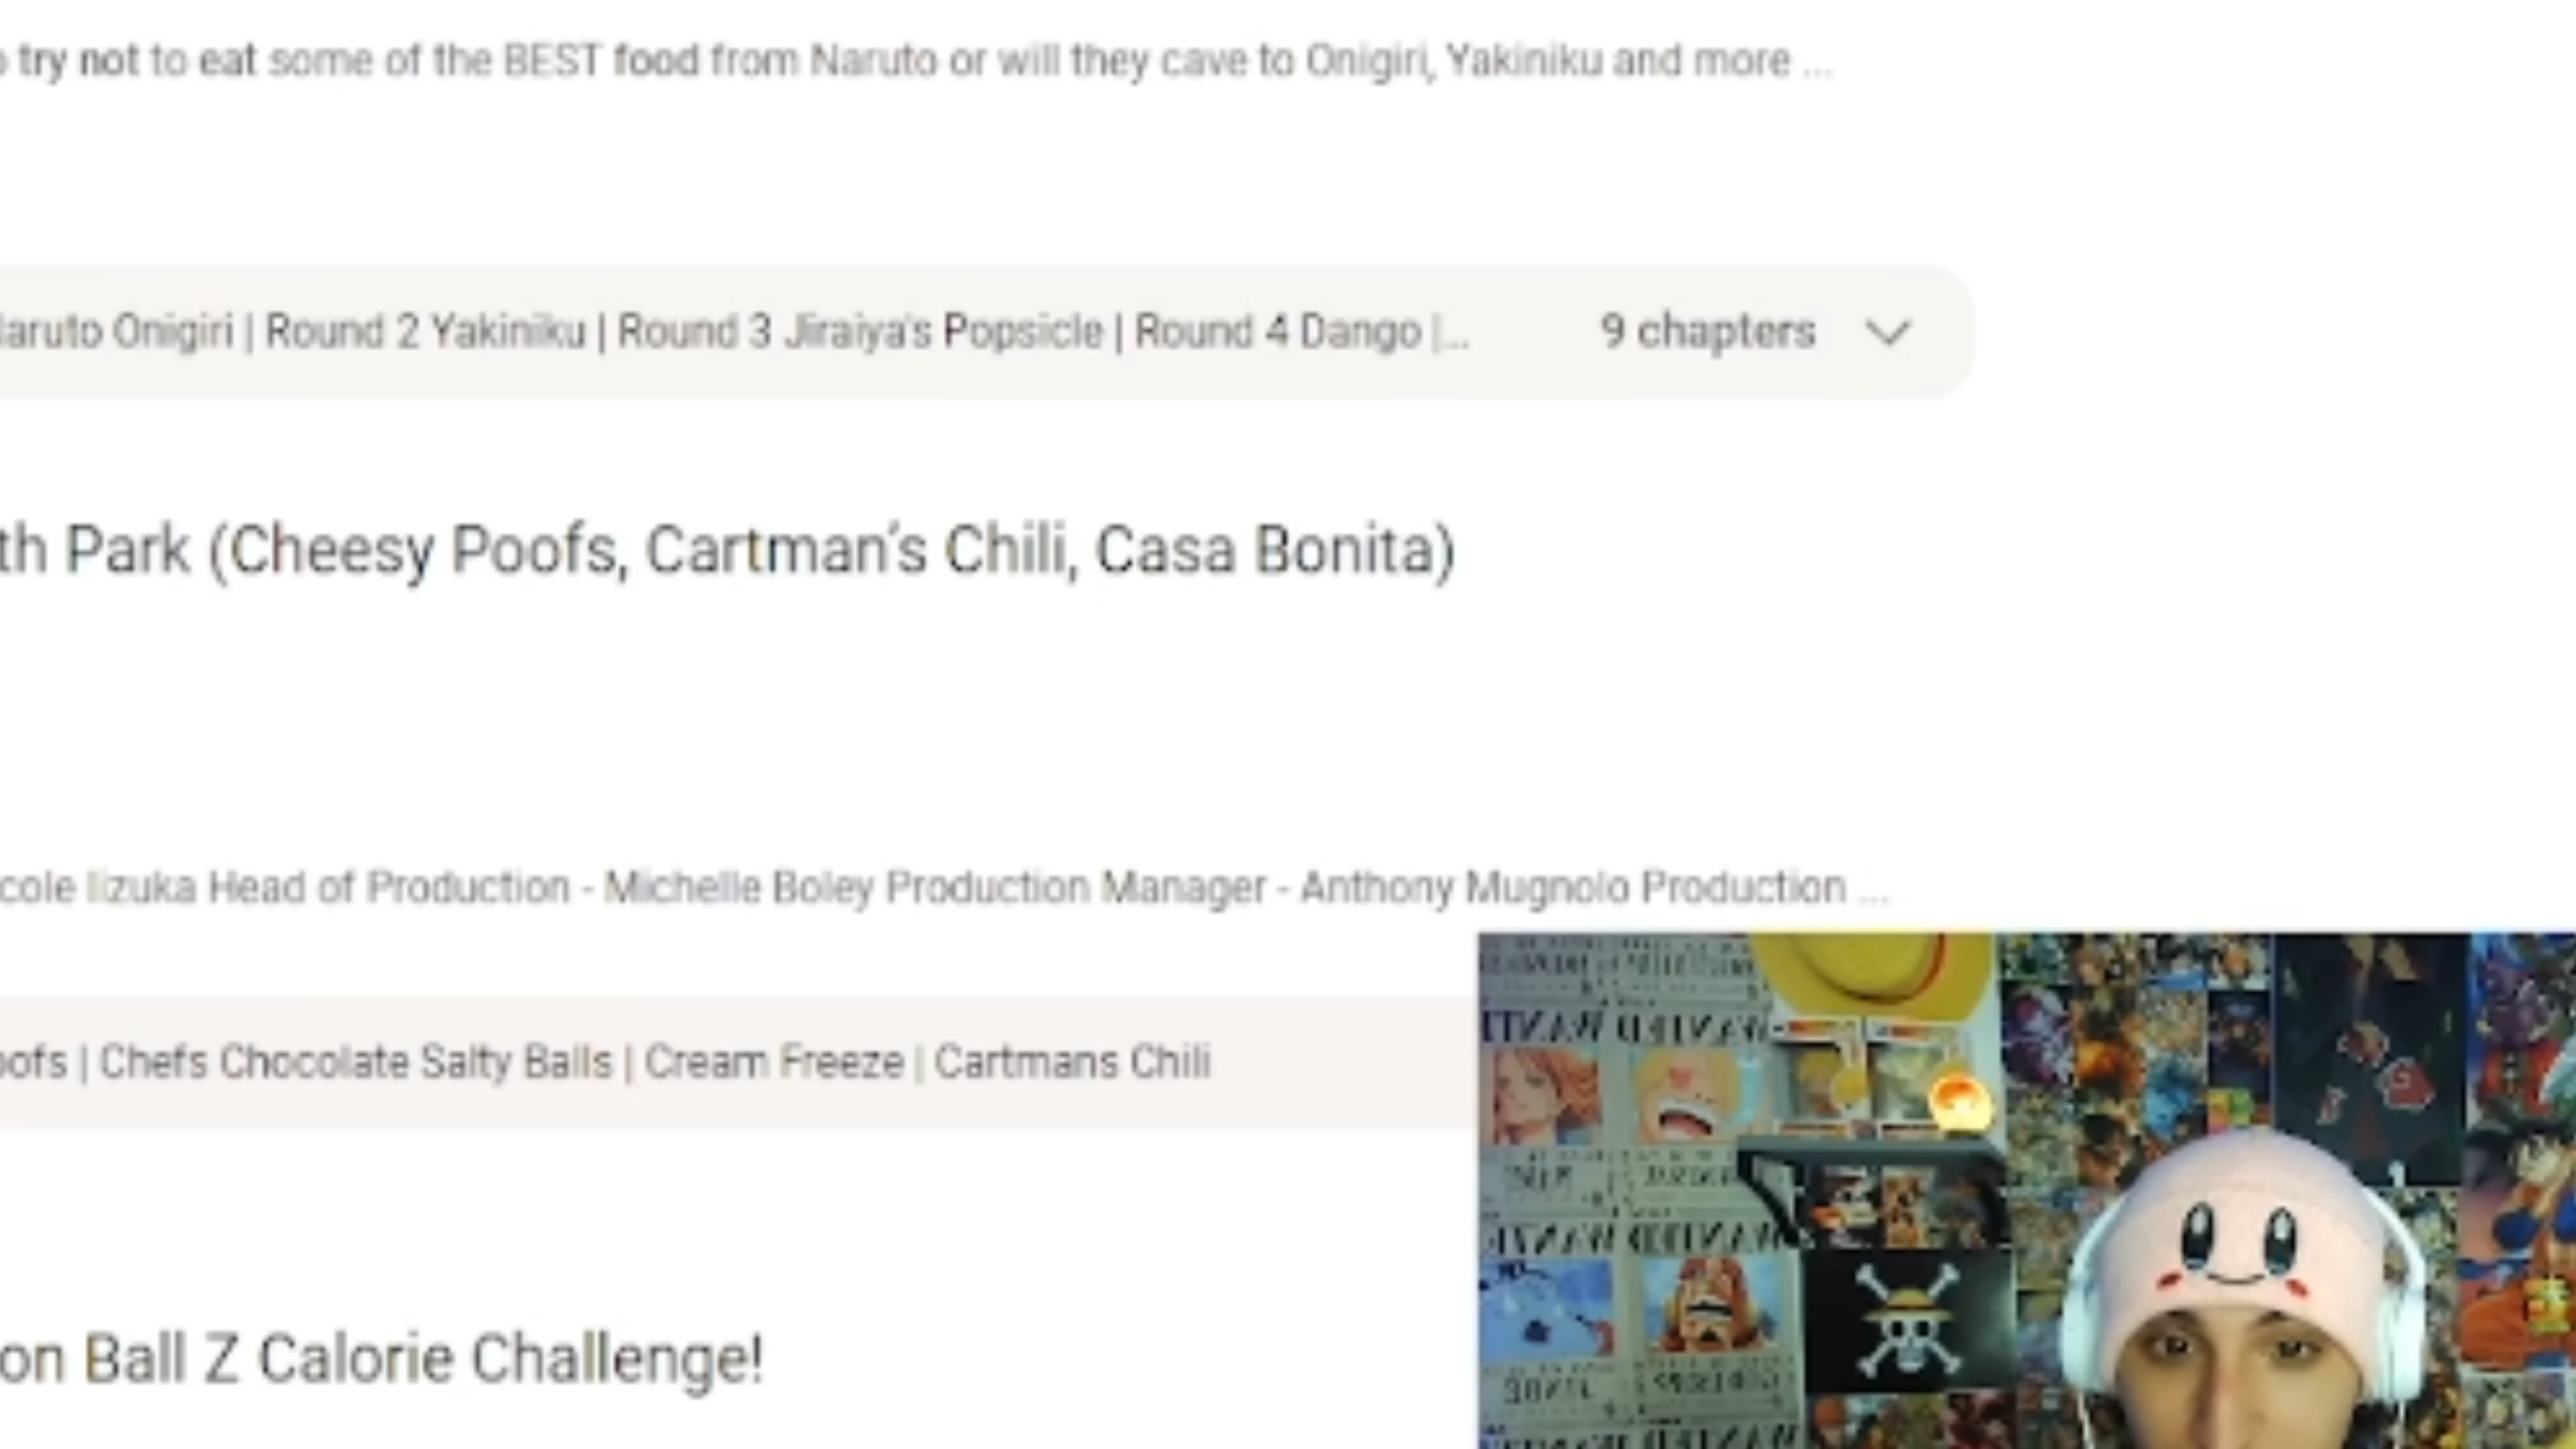 try not to eat some of the BEST food from Naruto or will they cave to Onigiri, Yakiniku and more ...
aruto Onigiri | Round 2 Yakiniku | Round 3 Jiraiya's Popsicle | Round 4 Dango |... 9 chapters
th Park (Cheesy Poofs, Cartman's Chili, Casa Bonita)
cole Iizuka Head of Production - Michelle Boley Production Manager - Anthony Mugnolo Production ...
oofs | Chefs Chocolate Salty Balls | Cream Freeze | Cartmans Chili
on Ball Z Calorie Challenge!